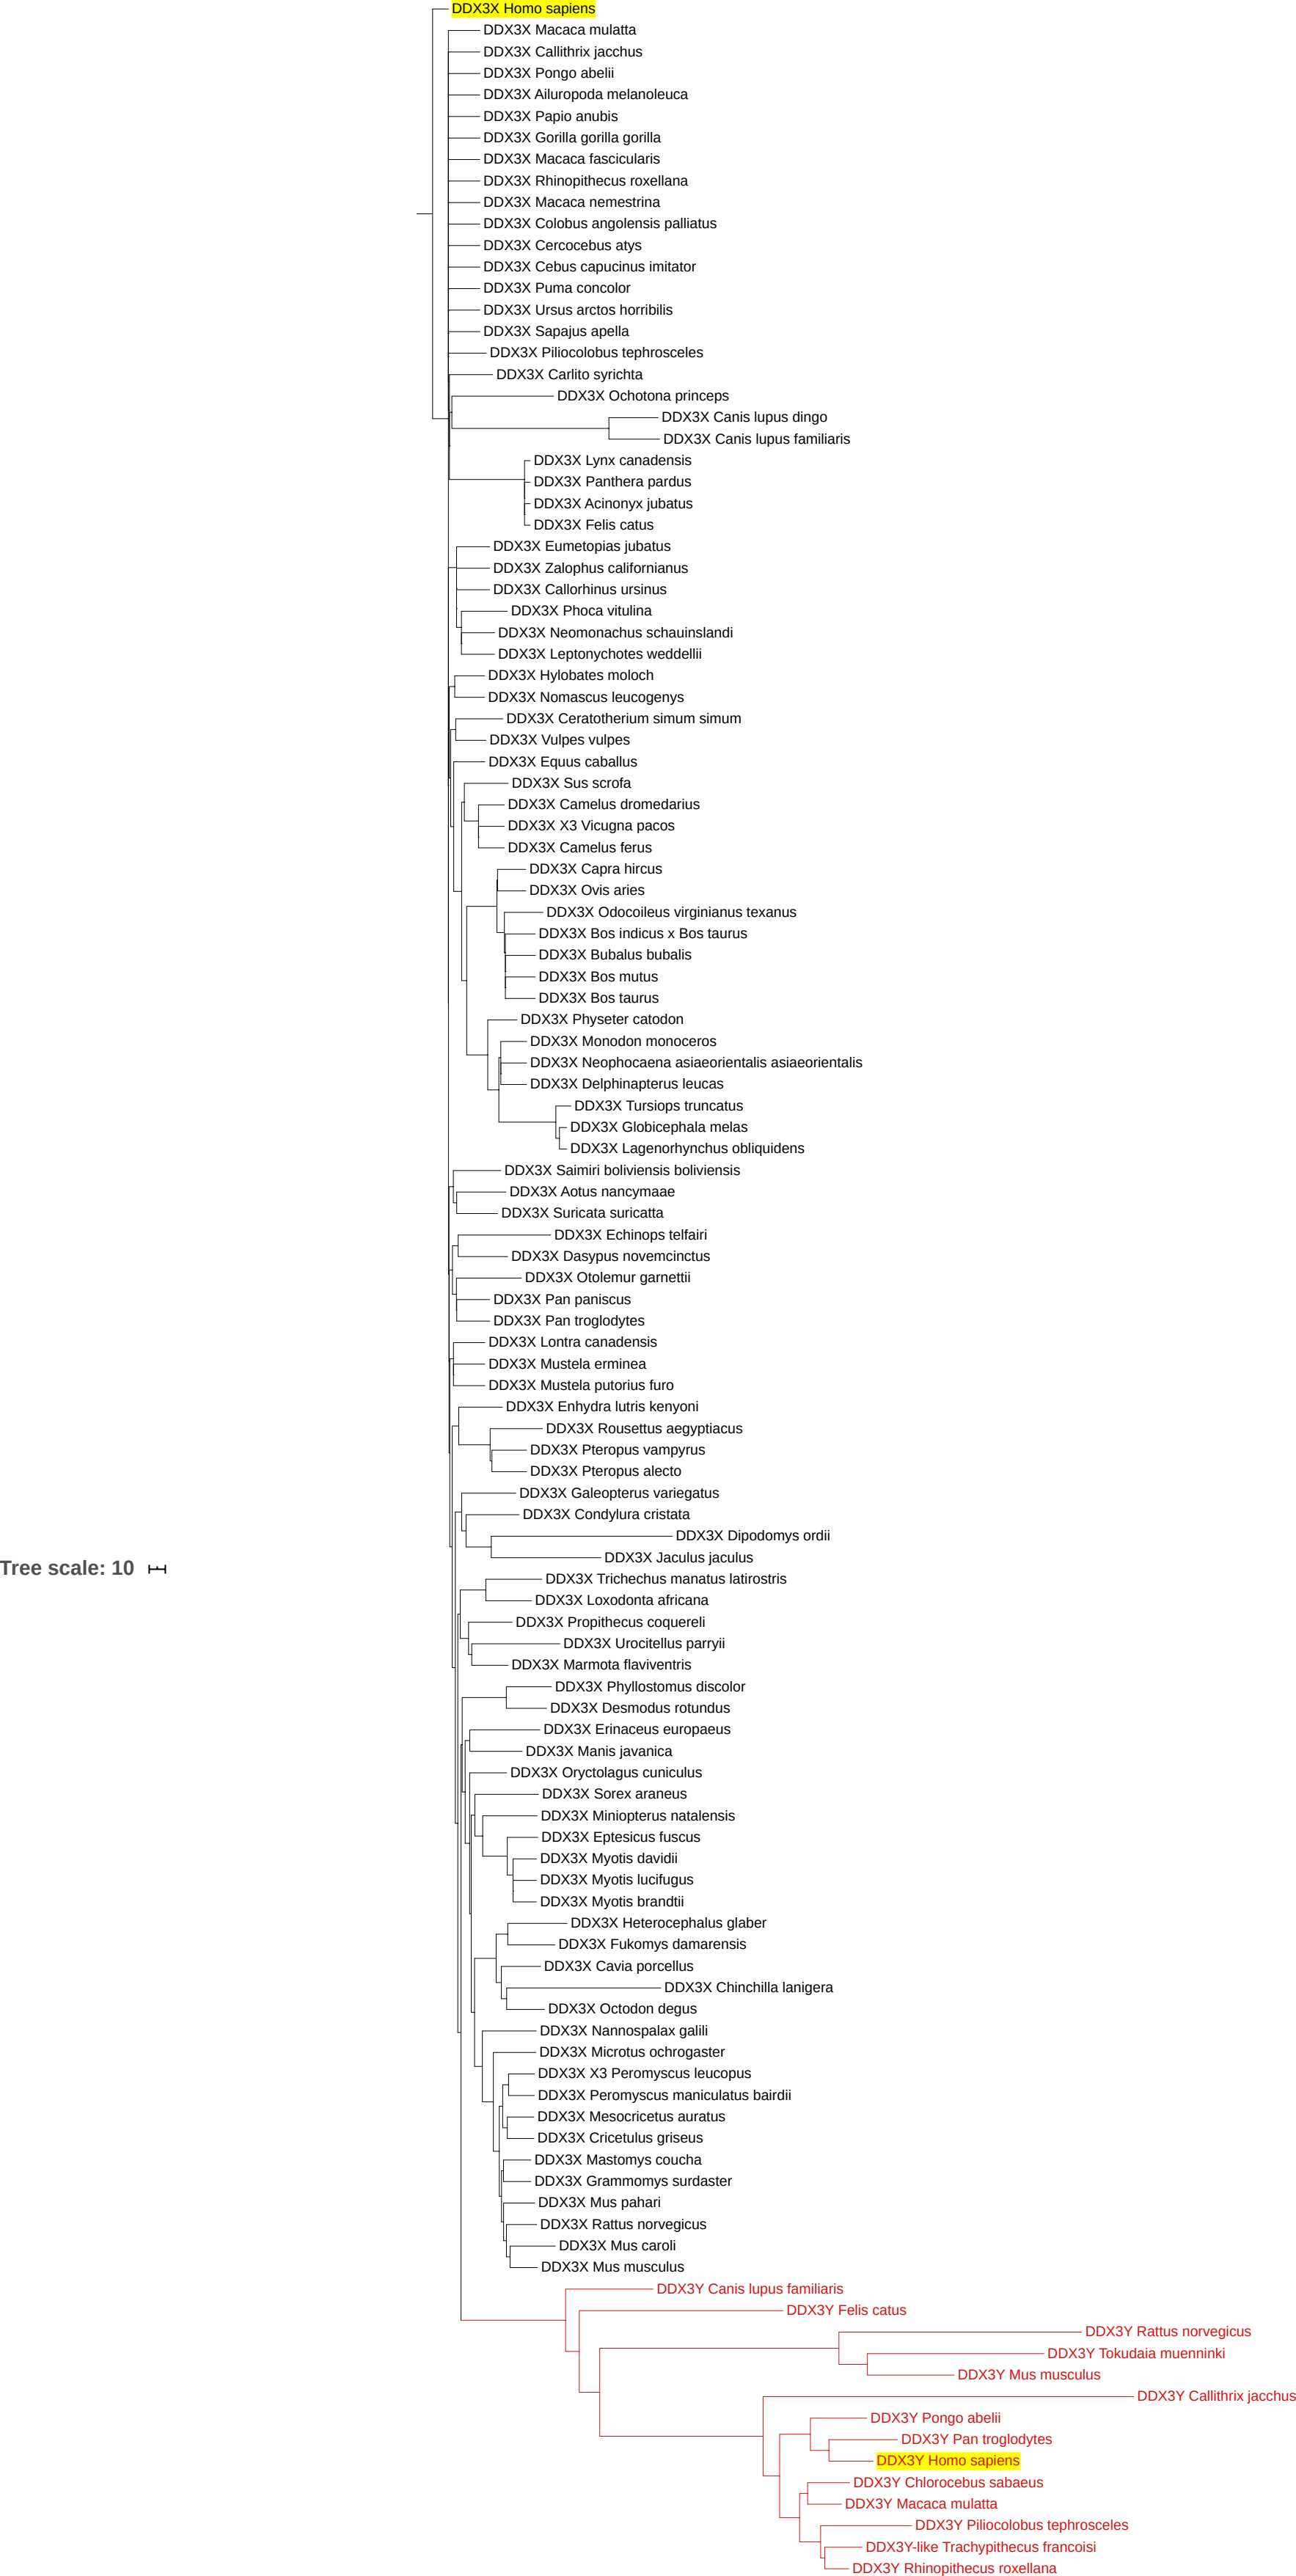 DDX3X Homo sapiens
DDX3X Macaca mulatta
DDX3X Callithrix jacchus
DDX3X Pongo abelii
DDX3X Ailuropoda melanoleuca
DDX3X Papio anubis
DDX3X Gorilla gorilla gorilla
DDX3X Macaca fascicularis
DDX3X Rhinopithecus roxellana
DDX3X Macaca nemestrina
DDX3X Colobus angolensis palliatus
DDX3X Cercocebus atys
DDX3X Cebus capucinus imitator
DDX3X Puma concolor
DDX3X Ursus arctos horribilis
DDX3X Sapajus apella
DDX3X Piliocolobus tephrosceles
DDX3X Carlito syrichta
DDX3X Ochotona princeps
DDX3X Canis lupus dingo
DDX3X Canis lupus familiaris
DDX3X Lynx canadensis
DDX3X Panthera pardus
DDX3X Acinonyx jubatus
DDX3X Felis catus
DDX3X Eumetopias jubatus
DDX3X Zalophus californianus
DDX3X Callorhinus ursinus
DDX3X Phoca vitulina
DDX3X Neomonachus schauinslandi
DDX3X Leptonychotes weddellii
DDX3X Hylobates moloch
DDX3X Nomascus leucogenys
DDX3X Ceratotherium simum simum
DDX3X Vulpes vulpes
DDX3X Equus caballus
DDX3X Sus scrofa
DDX3X Camelus dromedarius
DDX3X X3 Vicugna pacos
DDX3X Camelus ferus
DDX3X Capra hircus
DDX3X Ovis aries
DDX3X Odocoileus virginianus texanus
DDX3X Bos indicus x Bos taurus
DDX3X Bubalus bubalis
DDX3X Bos mutus
DDX3X Bos taurus
DDX3X Physeter catodon
DDX3X Monodon monoceros
DDX3X Neophocaena asiaeorientalis asiaeorientalis
DDX3X Delphinapterus leucas
DDX3X Tursiops truncatus
DDX3X Globicephala melas
DDX3X Lagenorhynchus obliquidens
DDX3X Saimiri boliviensis boliviensis
DDX3X Aotus nancymaae
DDX3X Suricata suricatta
DDX3X Echinops telfairi
DDX3X Dasypus novemcinctus
DDX3X Otolemur garnettii
DDX3X Pan paniscus
DDX3X Pan troglodytes
DDX3X Lontra canadensis
DDX3X Mustela erminea
DDX3X Mustela putorius furo
DDX3X Enhydra lutris kenyoni
DDX3X Rousettus aegyptiacus
DDX3X Pteropus vampyrus
DDX3X Pteropus alecto
DDX3X Galeopterus variegatus
DDX3X Condylura cristata
DDX3X Dipodomys ordii
DDX3X Jaculus jaculus
Tree scale: 10
DDX3X Trichechus manatus latirostris
DDX3X Loxodonta africana
DDX3X Propithecus coquereli
DDX3X Urocitellus parryii
DDX3X Marmota flaviventris
DDX3X Phyllostomus discolor
DDX3X Desmodus rotundus
DDX3X Erinaceus europaeus
DDX3X Manis javanica
DDX3X Oryctolagus cuniculus
DDX3X Sorex araneus
DDX3X Miniopterus natalensis
DDX3X Eptesicus fuscus
DDX3X Myotis davidii
DDX3X Myotis lucifugus
DDX3X Myotis brandtii
DDX3X Heterocephalus glaber
DDX3X Fukomys damarensis
DDX3X Cavia porcellus
DDX3X Chinchilla lanigera
DDX3X Octodon degus
DDX3X Nannospalax galili
DDX3X Microtus ochrogaster
DDX3X X3 Peromyscus leucopus
DDX3X Peromyscus maniculatus bairdii
DDX3X Mesocricetus auratus
DDX3X Cricetulus griseus
DDX3X Mastomys coucha
DDX3X Grammomys surdaster
DDX3X Mus pahari
DDX3X Rattus norvegicus
DDX3X Mus caroli
DDX3X Mus musculus
DDX3Y Canis lupus familiaris
DDX3Y Felis catus
DDX3Y Rattus norvegicus
DDX3Y Tokudaia muenninki
DDX3Y Mus musculus
DDX3Y Callithrix jacchus
DDX3Y Pongo abelii
DDX3Y Pan troglodytes
DDX3Y Homo sapiens
DDX3Y Chlorocebus sabaeus
DDX3Y Macaca mulatta
DDX3Y Piliocolobus tephrosceles
DDX3Y-like Trachypithecus francoisi
DDX3Y Rhinopithecus roxellana